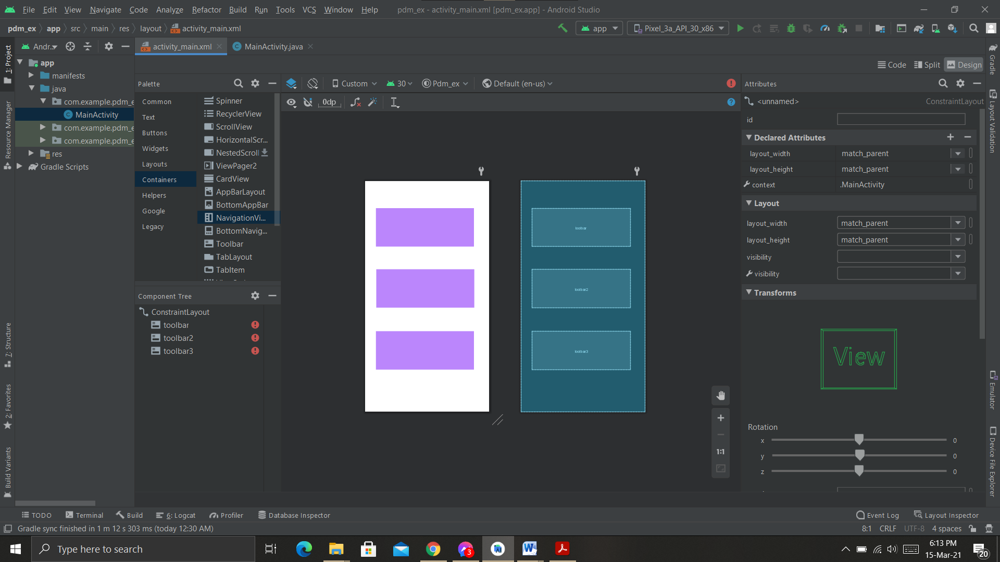 File Edit View Navigate Code Analyze Refactor Build Run Tools VCS Window Help pdm_ex - activity_main.xml [pdm_ex.app] - Android Studio
pdm_ex app src main res layout activity_main.xml app Pixel_3a_API_30_x86
1: Project
Resource Manager
7: Structure
2: Favorites
Build Variants
Andr..
app
manifests
java
com.example.pdm_e
MainActivity
com.example.pdm_e
com.example.pdm_e
res
Gradle Scripts
activity_main.xml MainActivity.java
Code Split Design
Palette
Common
Text
Buttons
Widgets
Layouts
Containers
Helpers
Google
Legacy
Spinner
RecyclerView
ScrollView
HorizontalScr...
NestedScroll
ViewPager2
CardView
AppBarLayout
BottomAppBar
NavigationVi...
BottomNavig...
Toolbar
TabLayout
TabItem
Component Tree
ConstraintLayout
toolbar
toolbar2
toolbar3
Custom 30 Pdm_ex Default (en-us)
0dp
toolbar
toolbar2
toolbar3
1:1
Attributes
<unnamed> ConstraintLayout
id
Declared Attributes
layout_width match_parent
layout_height match_parent
context .MainActivity
Layout
layout_width match_parent
layout_height match_parent
visibility
visibility
Transforms
View
Rotation
x 0
y 0
z 0
Gradle
Layout Validation
Emulator
Device File Explorer
TODO Terminal Build 6: Logcat Profiler Database Inspector Event Log Layout Inspector
Gradle sync finished in 1 m 12 s 303 ms (today 12:30 AM) 8:1 CRLF UTF-8 4 spaces
Type here to search
3
6:13 PM
15-Mar-21
20